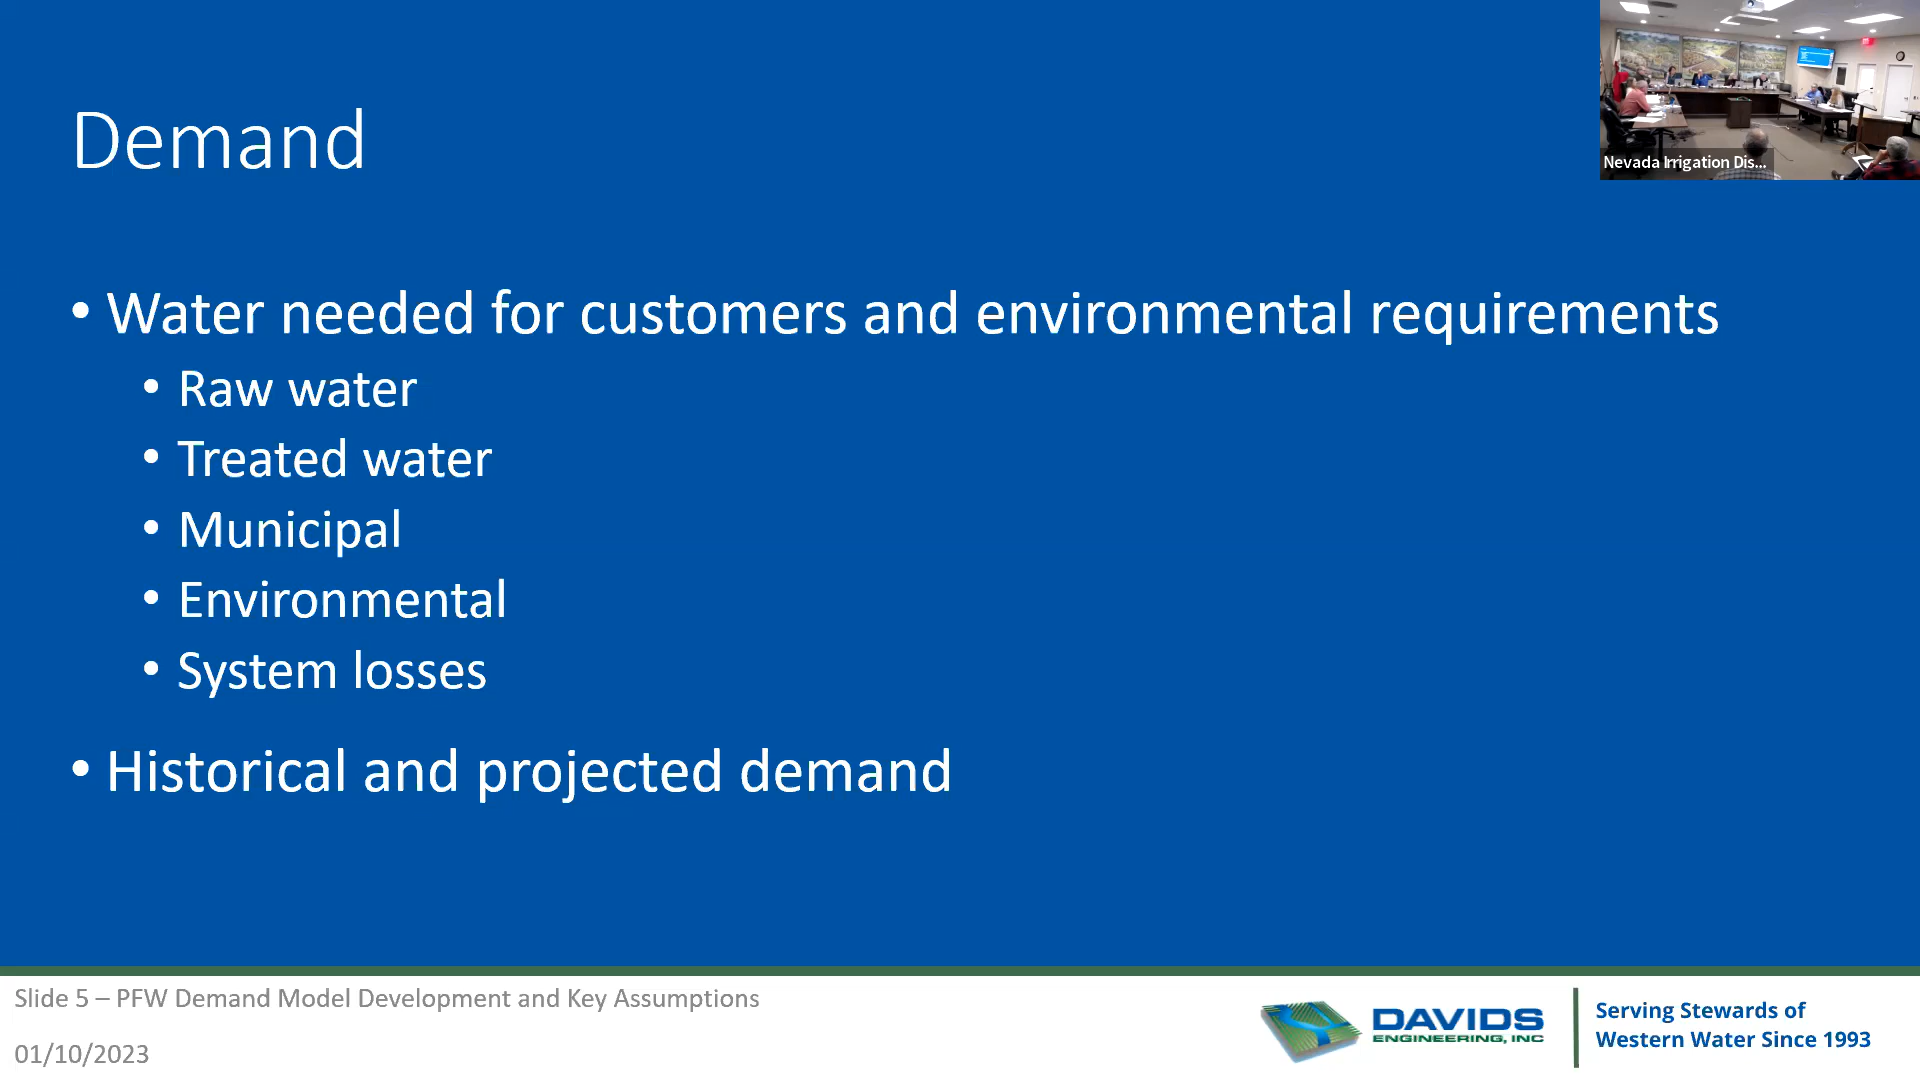 Demand
Nevada Irrigation Dis...
• Water needed for customers and environmental requirements
• Raw water
• Treated water
• Municipal
• Environmental
• System losses
• Historical and projected demand
Slide 5 – PFW Demand Model Development and Key Assumptions
01/10/2023
DAVIDS
ENGINEERING, INC
Serving Stewards of
Western Water Since 1993